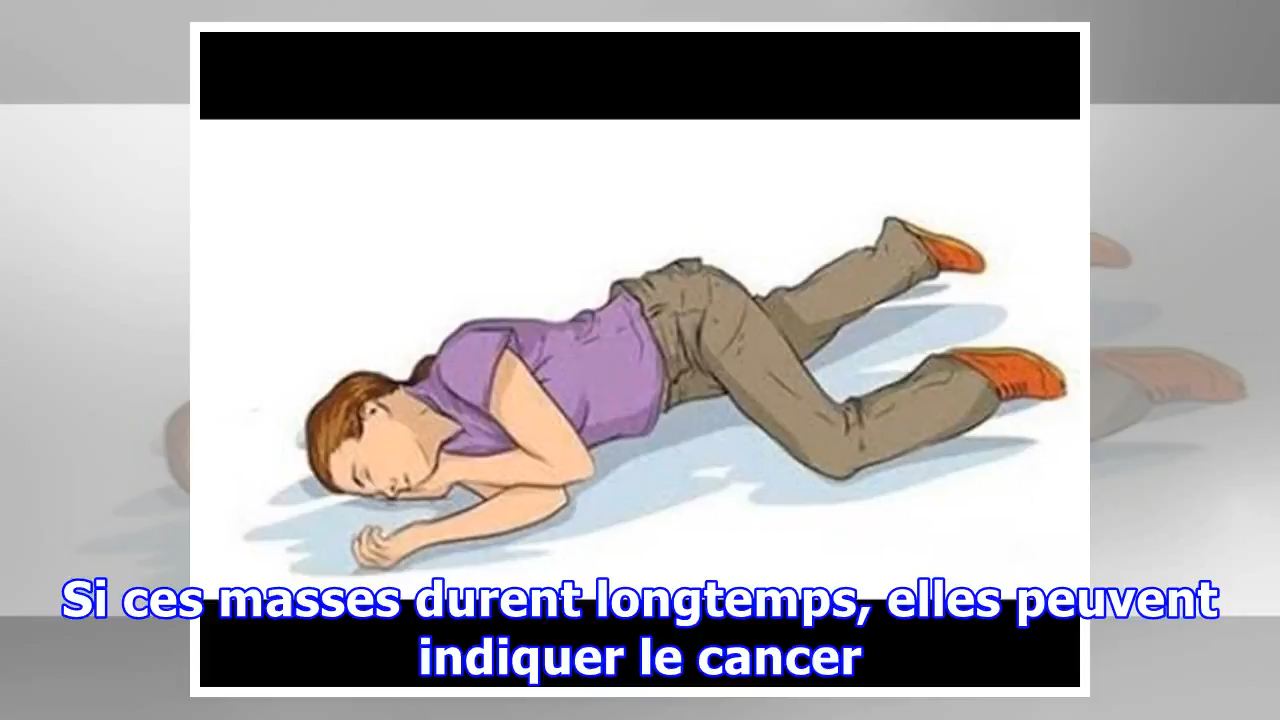 Si ces masses durent longtemps, elles peuvent
indiquer le cancer